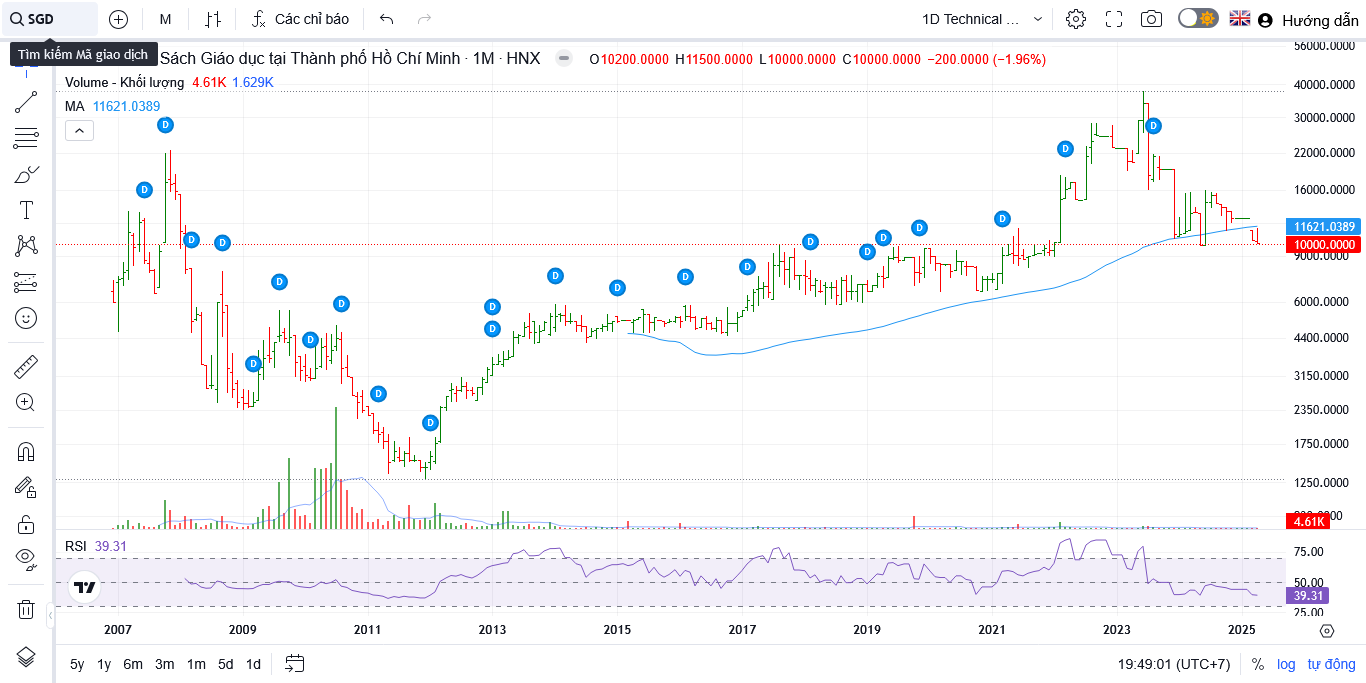 SGD M Các chỉ báo 1D Technical ... Hướng dẫn
Tìm kiếm Mã giao dịch Sách Giáo dục tại Thành phố Hồ Chí Minh · 1M · HNX O10200.0000 H11500.0000 L10000.0000 C10000.0000 −200.0000 (−1.96%)
Volume - Khối lượng 4.61K 1.629K
MA 11621.0389
56000.0000
40000.0000
30000.0000
22000.0000
16000.0000
11621.0389
10000.0000
9000.0000
6000.0000
4400.0000
3150.0000
2350.0000
1750.0000
1250.0000
4.61K
D D D D D D D D D D D D D D D D D D D D D D
RSI 39.31
75.00
50.00
39.31
25.00
2007 2009 2011 2013 2015 2017 2019 2021 2023 2025
5y 1y 6m 3m 1m 5d 1d 19:49:01 (UTC+7) % log tự động